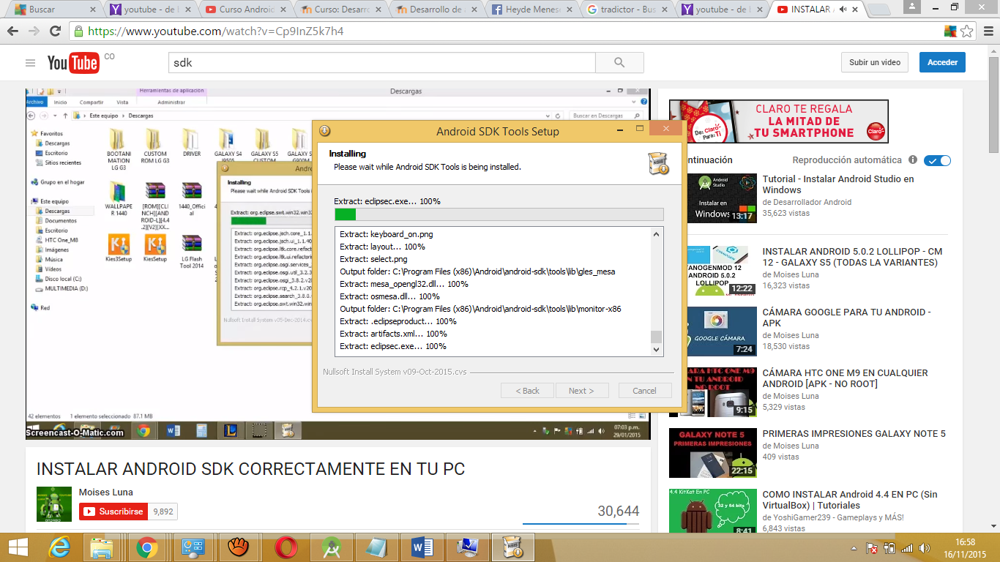 Buscar
youtube - de l
Curso Android
Curso: Desarr
Desarrollo de
Heyde Menes
tradictor - Bus
youtube - de l
INSTALAR
https://www.youtube.com/watch?v=Cp9InZ5k7h4
YouTube CO
sdk
Subir un video
Acceder
Herramientas de aplicación
Descargas
Archivo Inicio Compartir Vista Administrar
Este equipo Descargas
Buscar en Descargas
Favoritos
Descargas
Escritorio
Sitios recientes
Grupo en el hogar
Este equipo
Descargas
Documentos
Escritorio
HTC One_M8
Imágenes
Música
Vídeos
Disco local (C:)
MULTIMEDIA (D:)
Red
BOOTANI
MATION
LG G3
CUSTOM
ROM LG G3
DRIVER
GALAXY S4
I9505
GALAXY S5
CUSTOM
GALAXY S
G900M
WALLPAPE
R 1440
[ROM][CLI
NCH][AND
ROID-L][4.4
.2][V2][XX...
1440_Offici
al
Kies3Setup
KiesSetup
LG Flash
Tool 2014
Installing
Please wait while Android SDK Tools i
Extract: org.eclipse.swt.win32.win32
Extract: org.eclipse.jsch.core_1.1.
Extract: org.eclipse.jsch.ui_1.1.40
Extract: org.eclipse.ltk.core.refacto
Extract: org.eclipse.ltk.ui.refactorin
Extract: org.eclipse.osgi.services_
Extract: org.eclipse.osgi.util_3.2.3
Extract: org.eclipse.osgi_3.8.2.v20
Extract: org.eclipse.rcp_4.2.1.v20
Extract: org.eclipse.search_3.8.0.
Extract: org.eclipse.swt.win32.win
Nullsoft Install System v05-Dec-2014.cvs
42 elementos 1 elemento seleccionado 87.1 MB
Screencast-O-Matic.com
07:03 p.m.
29/01/2015
Android SDK Tools Setup
Installing
Please wait while Android SDK Tools is being installed.
Extract: eclipsec.exe... 100%
Extract: keyboard_on.png
Extract: layout... 100%
Extract: select.png
Output folder: C:\Program Files (x86)\Android\android-sdk\tools\lib\gles_mesa
Extract: mesa_opengl32.dll... 100%
Extract: osmesa.dll... 100%
Output folder: C:\Program Files (x86)\Android\android-sdk\tools\lib\monitor-x86
Extract: .eclipseproduct... 100%
Extract: artifacts.xml... 100%
Extract: eclipsec.exe... 100%
Nullsoft Install System v09-Oct-2015.cvs
< Back
Next >
Cancel
INSTALAR ANDROID SDK CORRECTAMENTE EN TU PC
Moises Luna
Suscribirse 9,892
30,644
De Claro
Para Ti
CLARO TE REGALA
LA MITAD DE
TU SMARTPHONE
Claro
ntinuación
Reproducción automática
Android
Studio
Instalar en
Windows
13:17
Tutorial - Instalar Android Studio en
Windows
de Desarrollador Android
35,623 vistas
ANOGENMOD 12
ANDROID 5.0.2
LOLLIPOP
12:22
INSTALAR ANDROID 5.0.2 LOLLIPOP - CM
12 - GALAXY S5 (TODAS LA VARIANTES)
de Moises Luna
16,323 vistas
GOOGLE CÁMARA
7:24
CÁMARA GOOGLE PARA TU ANDROID -
APK
de Moises Luna
18,530 vistas
ARA HTC ONE M9 EN
TU ANDROID
NO ROOT
9:15
CÁMARA HTC ONE M9 EN CUALQUIER
ANDROID [APK - NO ROOT]
de Moises Luna
5,329 vistas
GALAXY NOTE 5
PRIMERAS IMPRESIONES
22:15
PRIMERAS IMPRESIONES GALAXY NOTE 5
de Moises Luna
409 vistas
4.4 KitKat En PC
32 y 64 bits
8:41
COMO INSTALAR Android 4.4 EN PC (Sin
VirtualBox) | Tutoriales
de YoshiGamer239 - Gameplays y MÁS!
6,843 vistas
16:58
16/11/2015